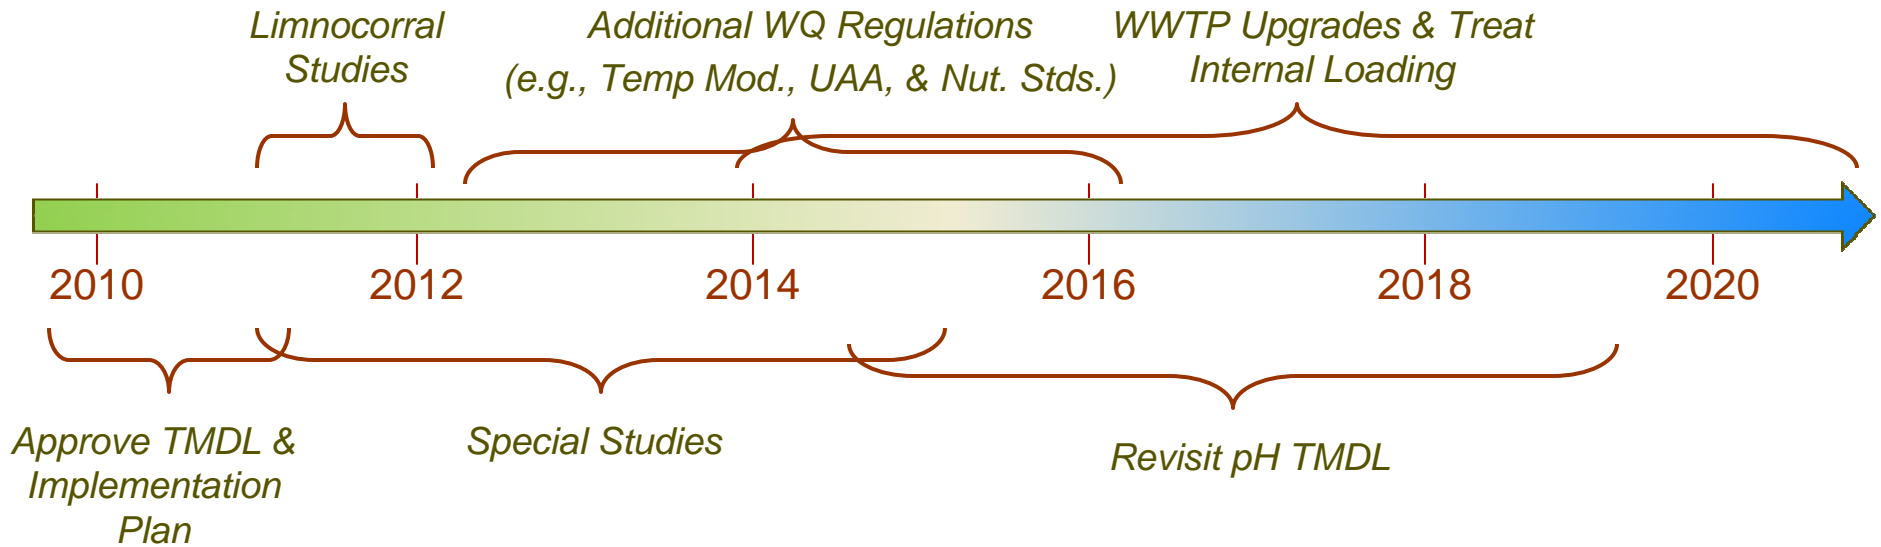 Limnocorral
Studies
Additional WQ Regulations
(e.g., Temp Mod., UAA, & Nut. Stds.)
WWTP Upgrades & Treat
Internal Loading
2010
2012
2014
2016
2018
2020
Approve TMDL &
Implementation
Plan
Special Studies
Revisit pH TMDL